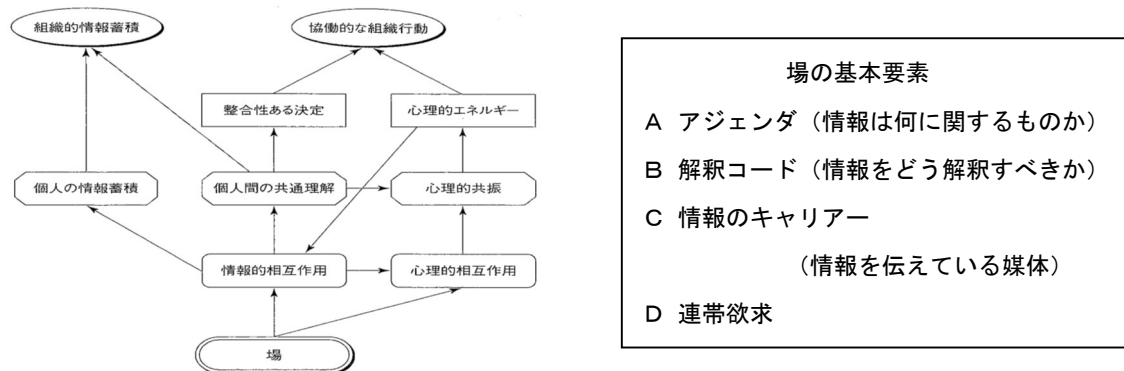 組織的情報蓄積
協働的な組織行動
整合性ある決定
心理的エネルギー
個人の情報蓄積
個人間の共通理解
心理的共振
情報的相互作用
心理的相互作用
場
場の基本要素
A アジェンダ（情報は何に関するものか）
B 解釈コード（情報をどう解釈すべきか）
C 情報のキャリアー
（情報を伝えている媒体）
D 連帯欲求